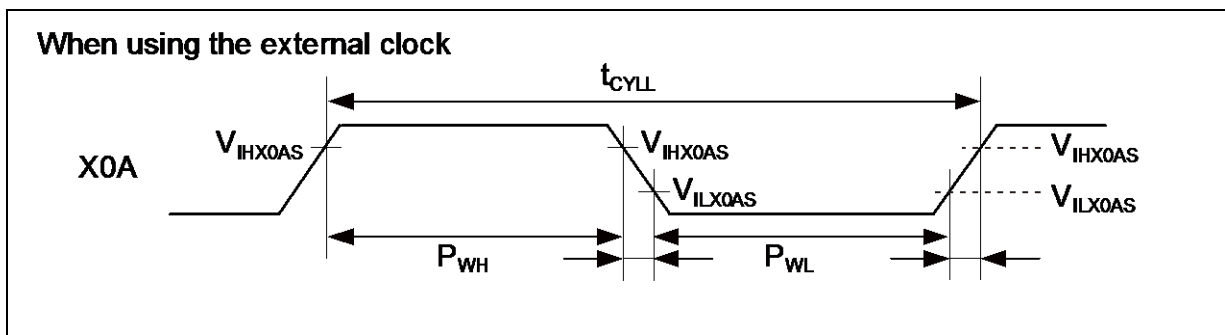 When using the external clock
tCYLL
X0A
VIHX0AS
VIHX0AS
VIHX0AS
VILX0AS
VILX0AS
PWH
PWL